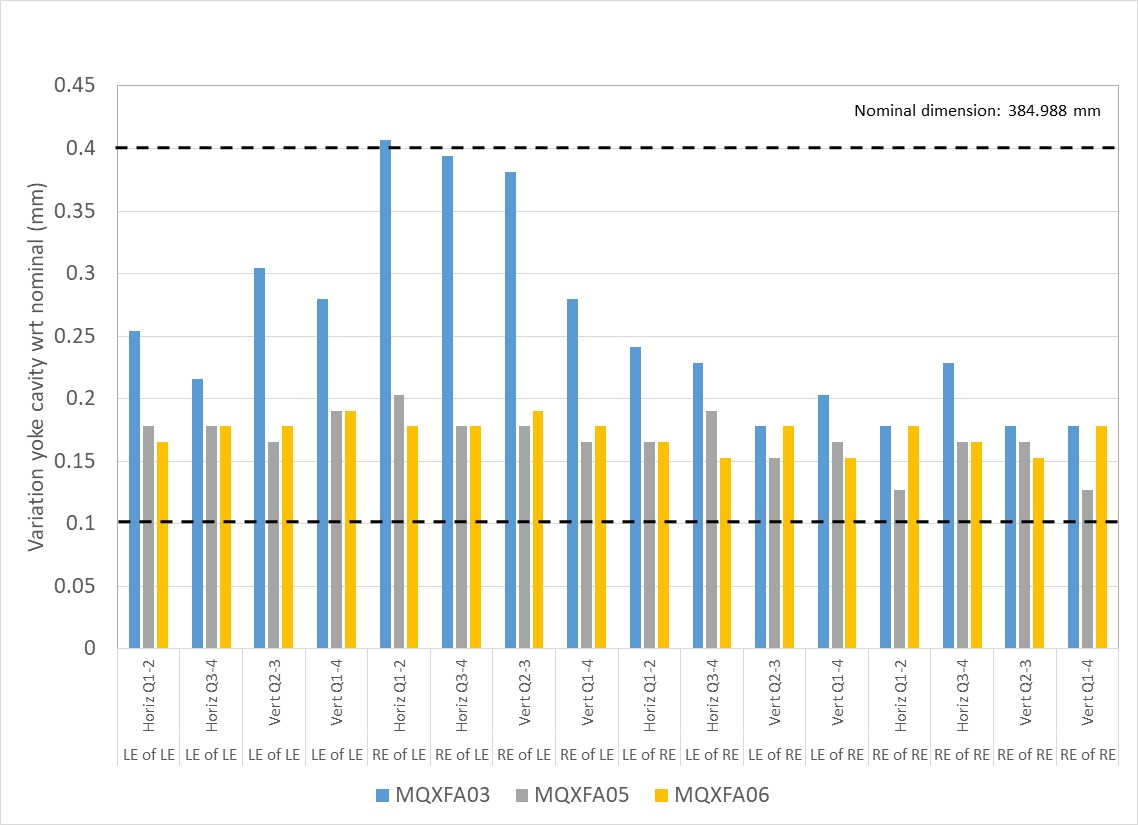 Nominal dimension: 384.988 mm
Variation yoke cavity wrt nominal (mm)
0.45
0.4
0.35
0.3
0.25
0.2
0.15
0.1
0.05
0
Horiz Q1-2
Horiz Q3-4
Vert Q2-3
Vert Q1-4
Horiz Q1-2
Horiz Q3-4
Vert Q2-3
Vert Q1-4
Horiz Q1-2
Horiz Q3-4
Vert Q2-3
Vert Q1-4
Horiz Q1-2
Horiz Q3-4
Vert Q2-3
Vert Q1-4
LE of LE LE of LE LE of LE LE of LE RE of LE RE of LE RE of LE RE of LE LE of RE LE of RE LE of RE LE of RE RE of RE RE of RE RE of RE RE of RE
MQXFA03 MQXFA05 MQXFA06